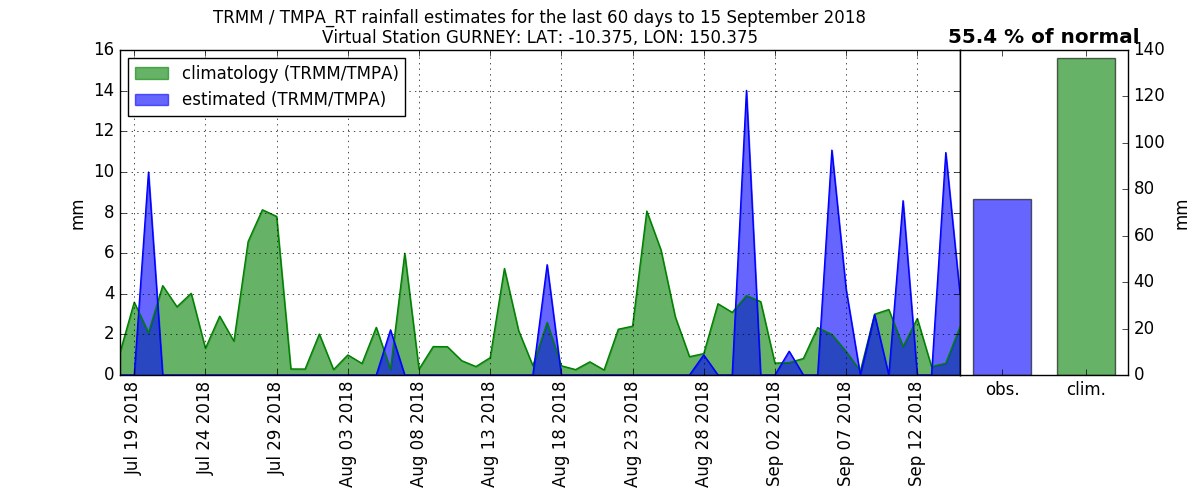 TRMM / TMPA_RT rainfall estimates for the last 60 days to 15 September 2018
Virtual Station GURNEY: LAT: -10.375, LON: 150.375
55.4 % of normal
climatology (TRMM/TMPA)
estimated (TRMM/TMPA)
mm
16
14
12
10
8
6
4
2
0
Jul 19 2018
Jul 24 2018
Jul 29 2018
Aug 03 2018
Aug 08 2018
Aug 13 2018
Aug 18 2018
Aug 23 2018
Aug 28 2018
Sep 02 2018
Sep 07 2018
Sep 12 2018
obs.
clim.
140
120
100
80
60
40
20
0
mm